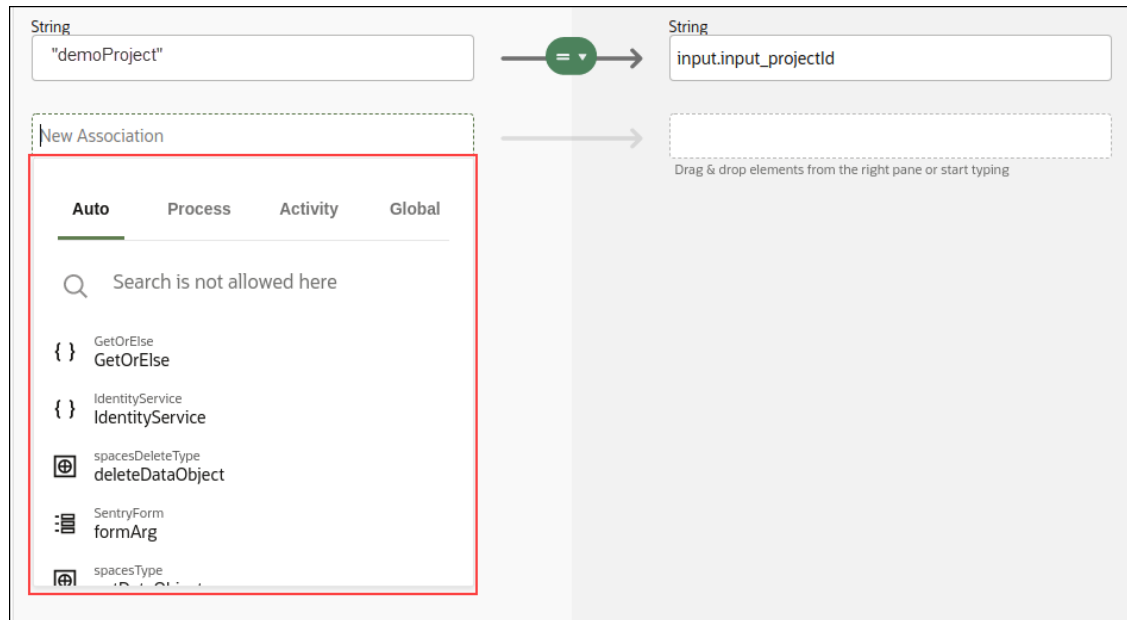 String
String
"demoProject"
=
input.input_projectId
New Association
Drag & drop elements from the right pane or start typing
Auto Process Activity Global
Search is not allowed here
GetOrElse
{ } GetOrElse
IdentityService
{ } IdentityService
spacesDeleteType
deleteDataObject
SentryForm
formArg
spacesType